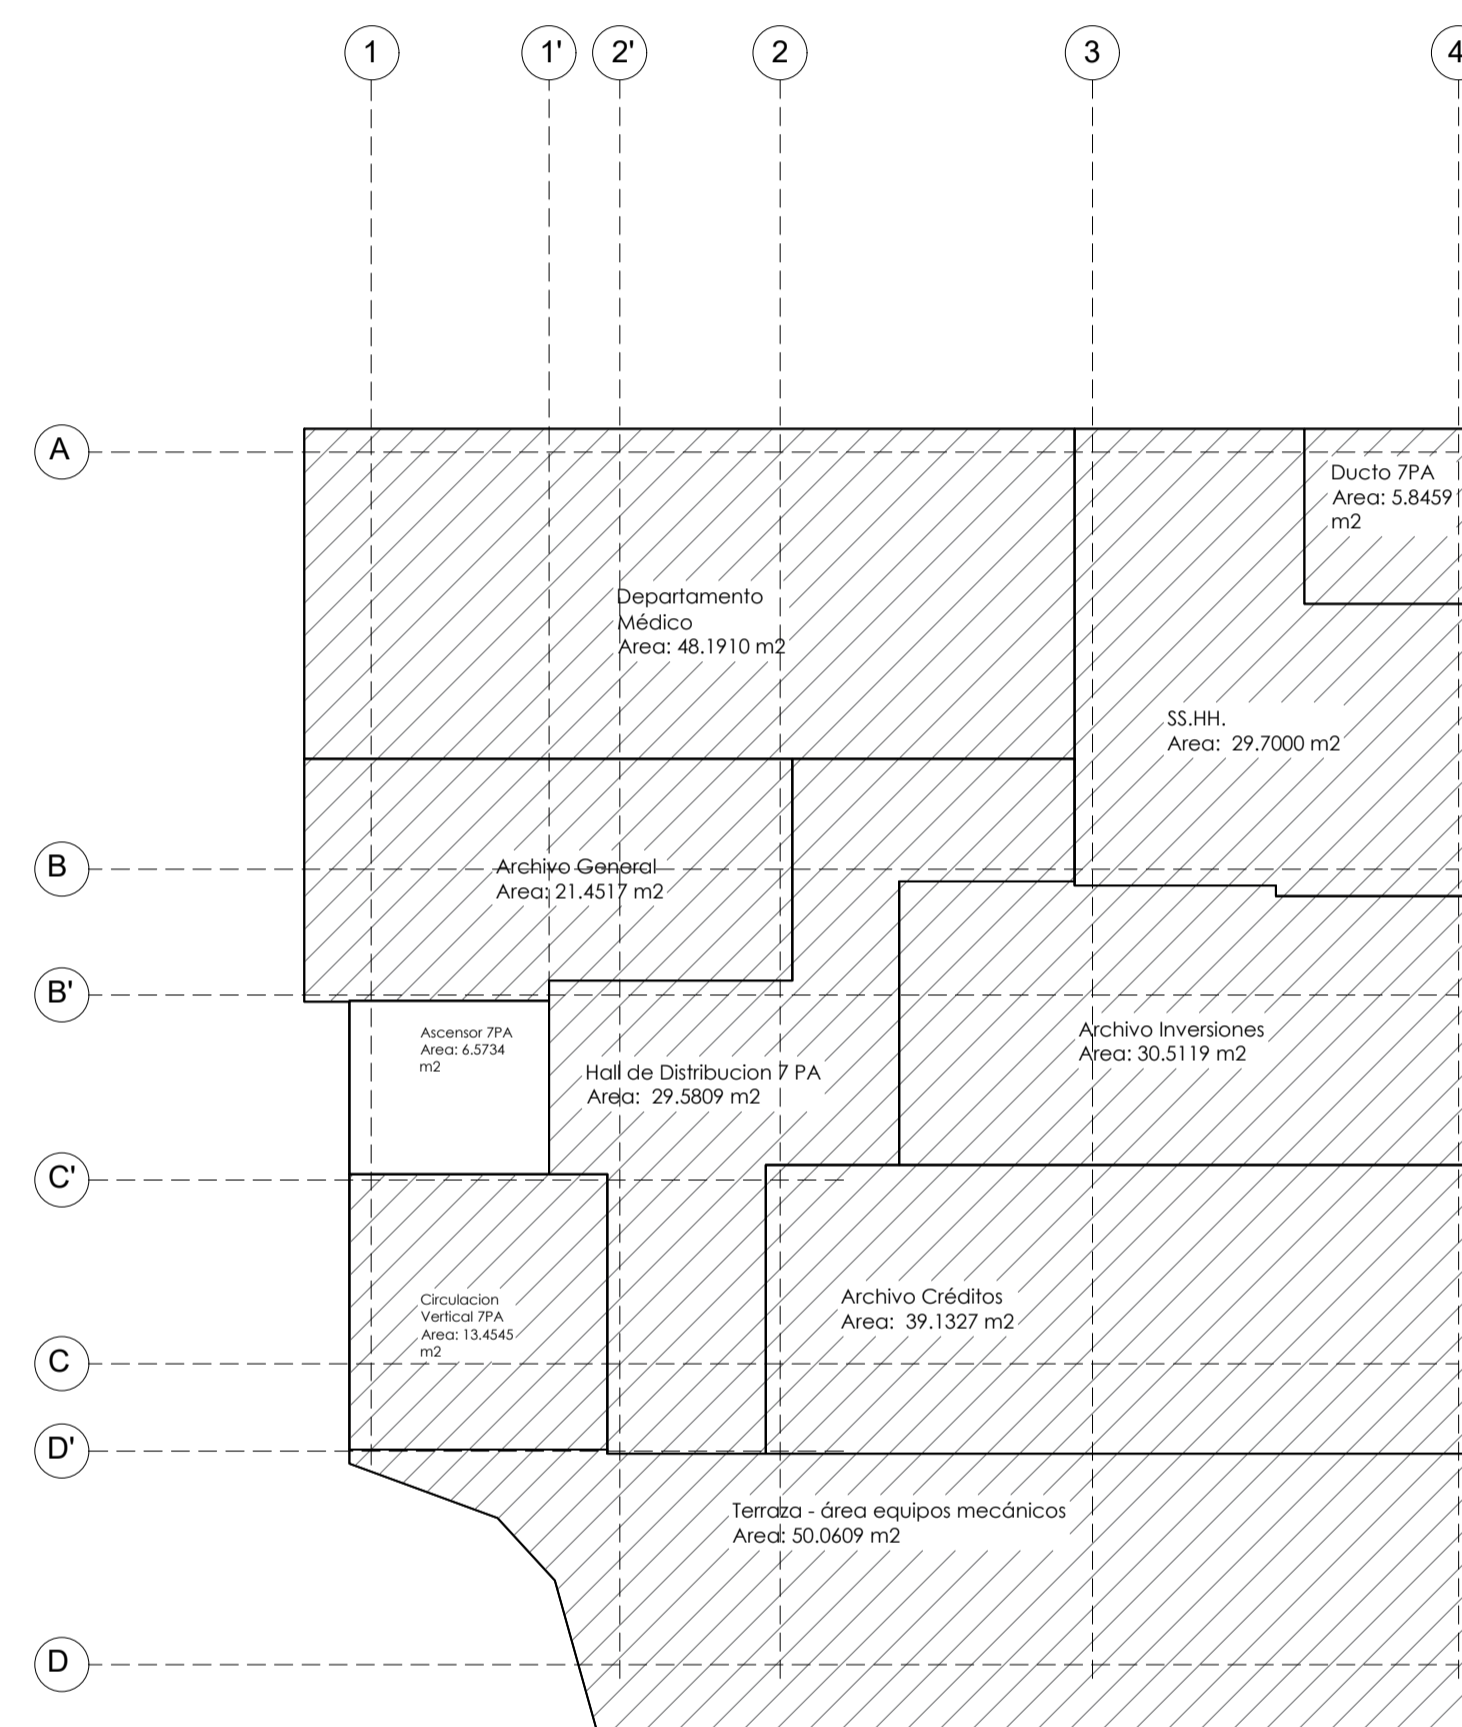 1
1'
2'
2
3
4
A
Ducto 7PA
Area: 5.8459
m2
Departamento
Médico
Area: 48.1910 m2
SS.HH.
Area: 29.7000 m2
B
Archivo General
Area: 21.4517 m2
B'
Ascensor 7PA
Area: 6.5734
m2
Archivo Inversiones
Area: 30.5119 m2
Hall de Distribucion 7 PA
Area: 29.5809 m2
C'
Circulacion
Vertical 7PA
Area: 13.4545
m2
Archivo Créditos
Area: 39.1327 m2
C
D'
Terraza - área equipos mecánicos
Area: 50.0609 m2
D